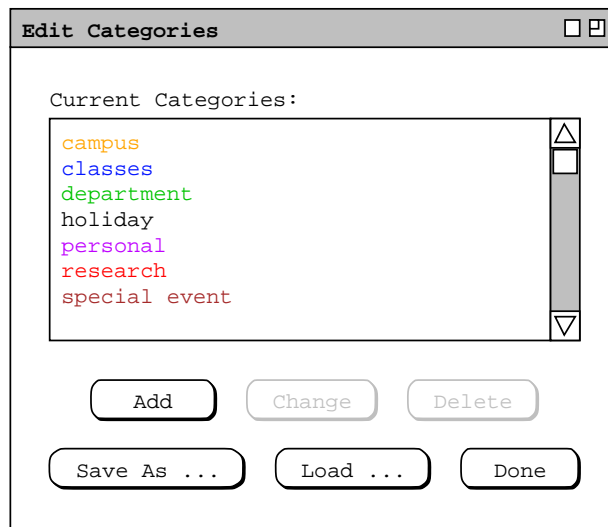 Edit Categories
Current Categories:
campus
classes
department
holiday
personal
research
special event
Add Change Delete
Save As ... Load ... Done